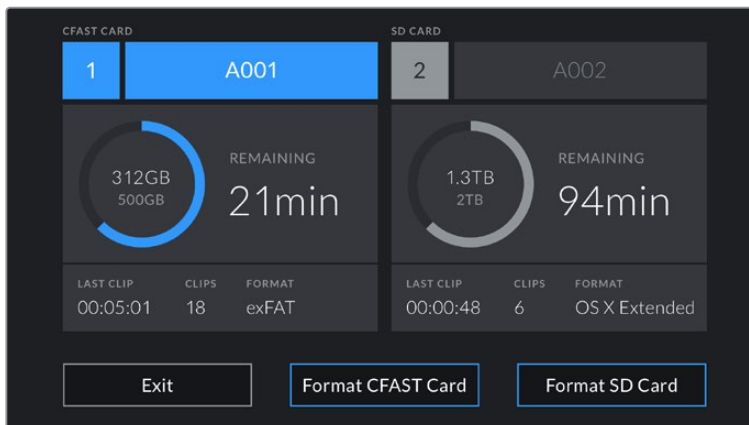 CFAST CARD
1
A001
312GB
500GB
REMAINING
21min
LAST CLIP CLIPS FORMAT
00:05:01 18 exFAT
SD CARD
2
A002
1.3TB
2TB
REMAINING
94min
LAST CLIP CLIPS FORMAT
00:00:48 6 OS X Extended
Exit
Format CFAST Card
Format SD Card